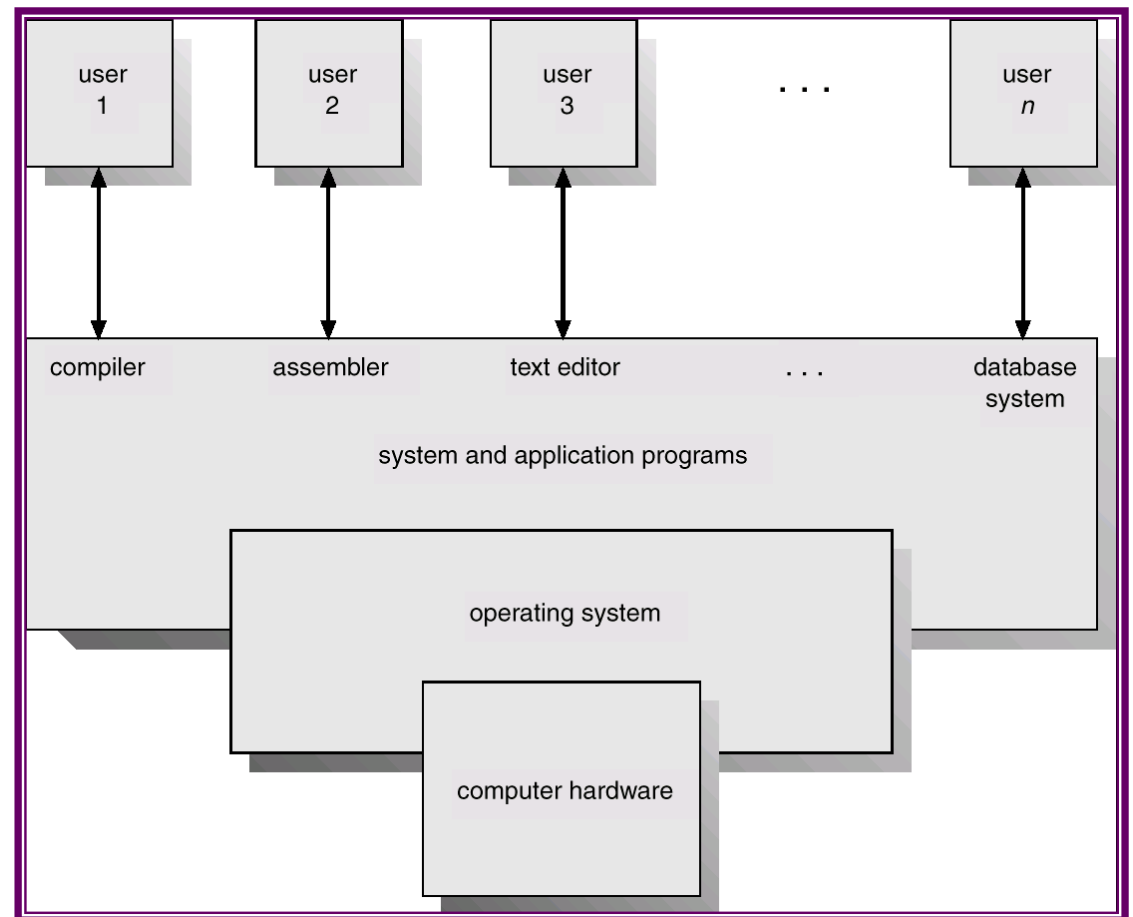 user
1
user
2
user
3
. . .
user
n
compiler
assembler
text editor
. . .
database
system
system and application programs
operating system
computer hardware